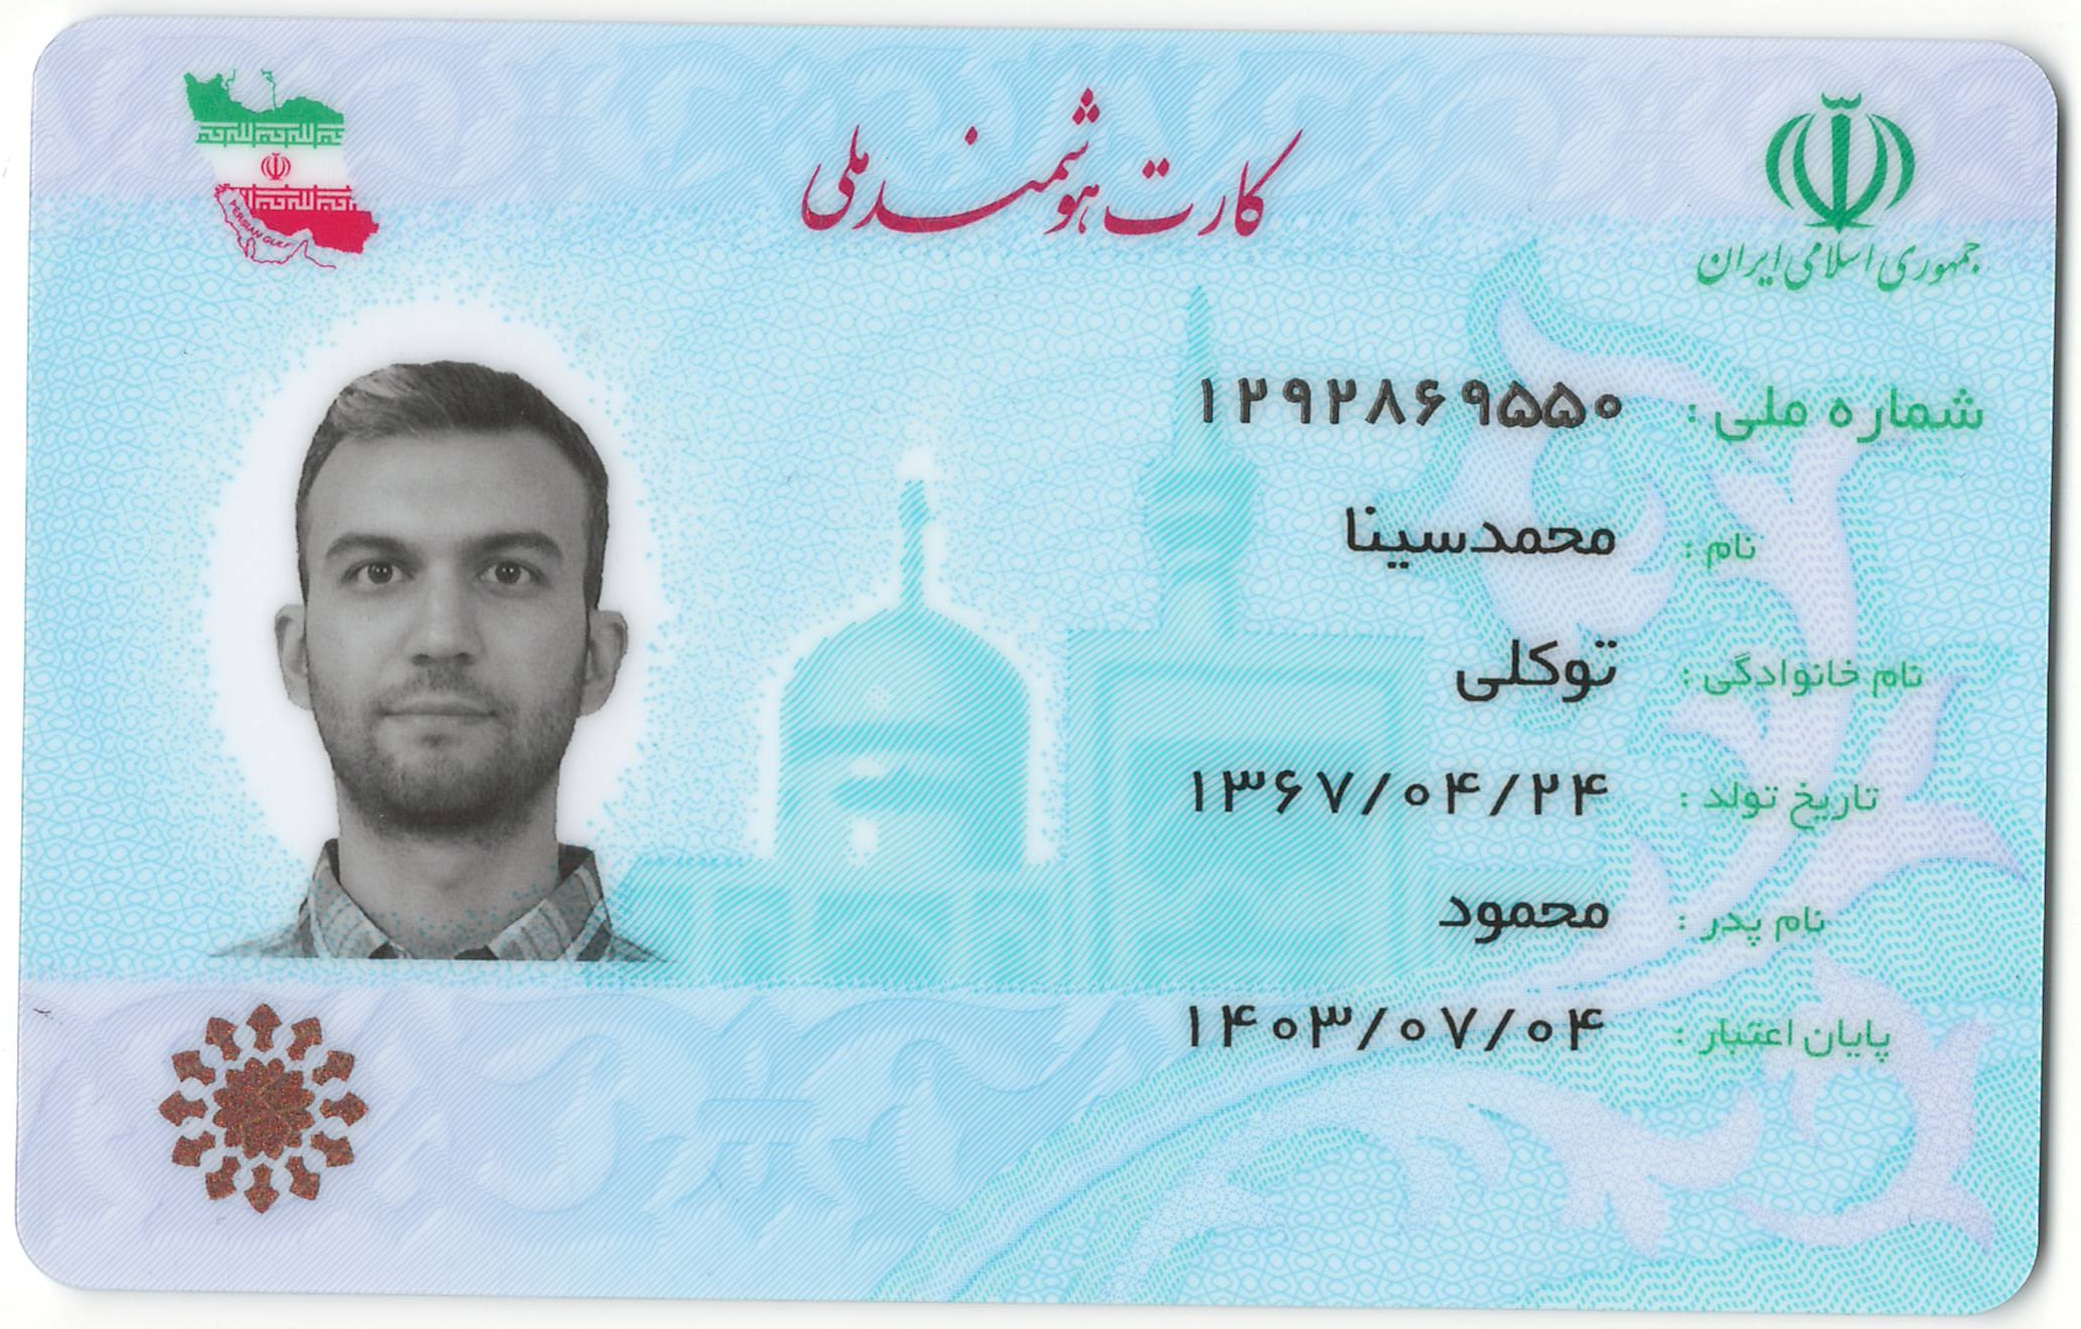 کارت هوشمند ملی
جمهوری اسلامی ایران
PERSIAN GULF
شماره ملی : ۱۲۹۲۸۶۹۵۵۰
نام : محمدسینا
نام خانوادگی : توکلی
تاریخ تولد : ۱۳۶۷/۰۴/۲۴
نام پدر : محمود
پایان اعتبار : ۱۴۰۳/۰۷/۰۴